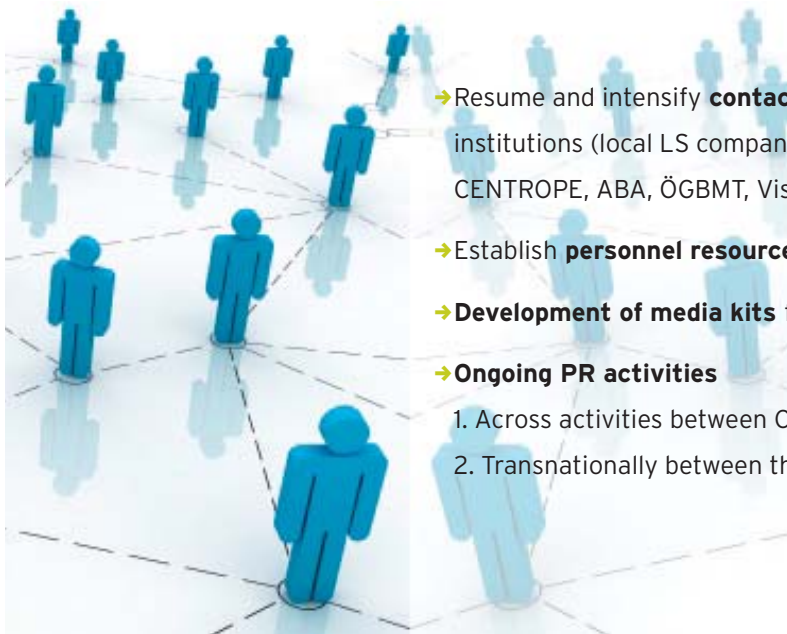 →Resume and intensify contac
institutions (local LS compan
CENTROPE, ABA, ÖGBMT, Vis
→Establish personnel resource
→Development of media kits
→Ongoing PR activities
1. Across activities between
2. Transnationally between th